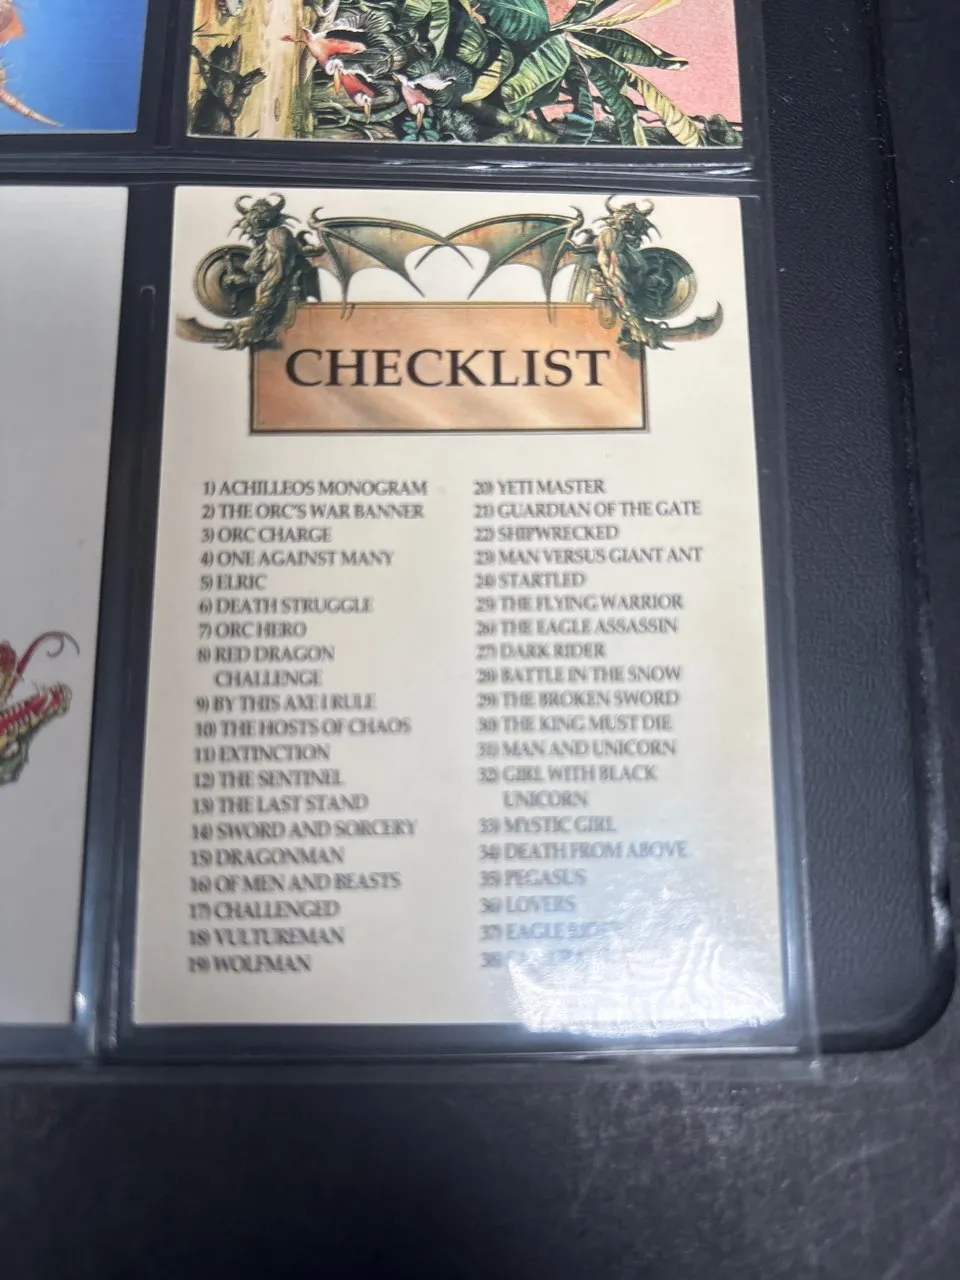 CHECKLIST
1) ACHILLEOS MONOGRAM
2) THE ORC'S WAR BANNER
3) ORC CHARGE
4) ONE AGAINST MANY
5) ELRIC
6) DEATH STRUGGLE
7) ORC HERO
8) RED DRAGON
CHALLENGE
9) BY THIS AXE I RULE
10) THE HOSTS OF CHAOS
11) EXTINCTION
12) THE SENTINEL
13) THE LAST STAND
14) SWORD AND SORCERY
15) DRAGONMAN
16) OF MEN AND BEASTS
17) CHALLENGED
18) VULTUREMAN
19) WOLFMAN
20) YETI MASTER
21) GUARDIAN OF THE GATE
22) SHIPWRECKED
23) MAN VERSUS GIANT ANT
24) STARTLED
25) THE FLYING WARRIOR
26) THE EAGLE ASSASSIN
27) DARK RIDER
28) BATTLE IN THE SNOW
29) THE BROKEN SWORD
30) THE KING MUST DIE
31) MAN AND UNICORN
32) GIRL WITH BLACK
UNICORN
33) MYSTIC GIRL
34) DEATH FROM ABOVE
35) PEGASUS
36) LOVERS
37) EAGLE
38)